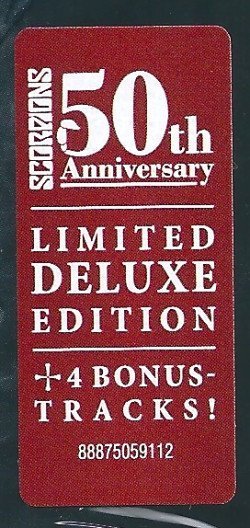 SCORPIONS
50th
Anniversary
LIMITED
DELUXE
EDITION
+4 BONUS-
TRACKS!
88875059112